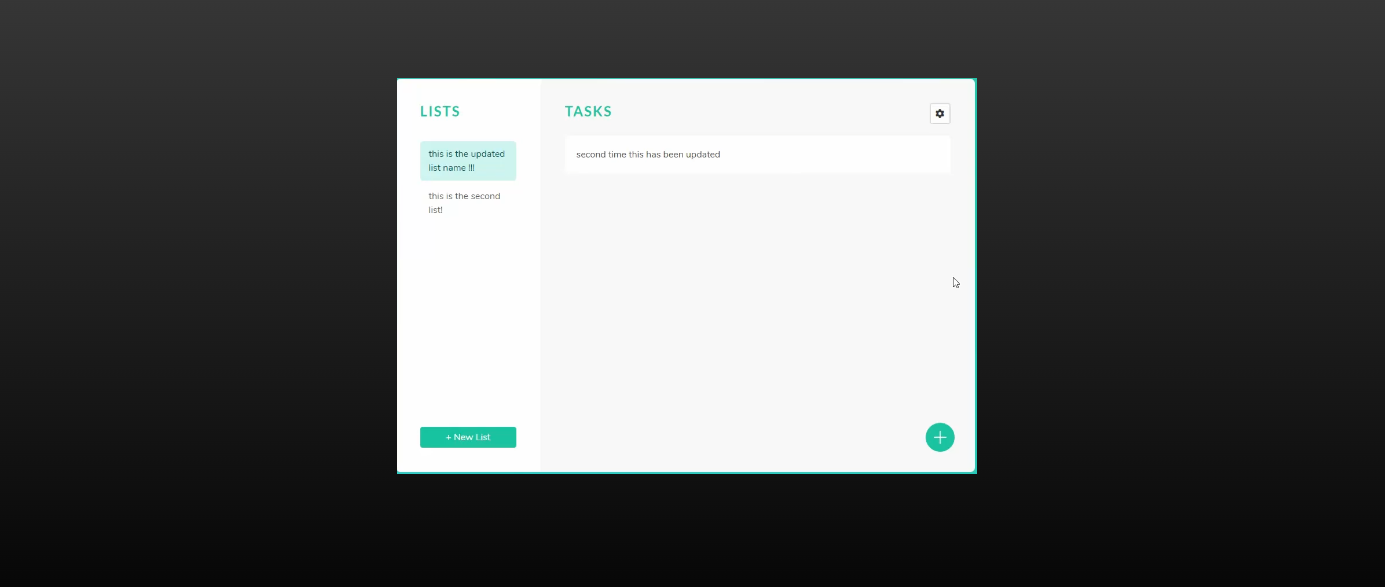 LISTS
this is the updated
list name !!!
this is the second
list!
+ New List
TASKS
second time this has been updated